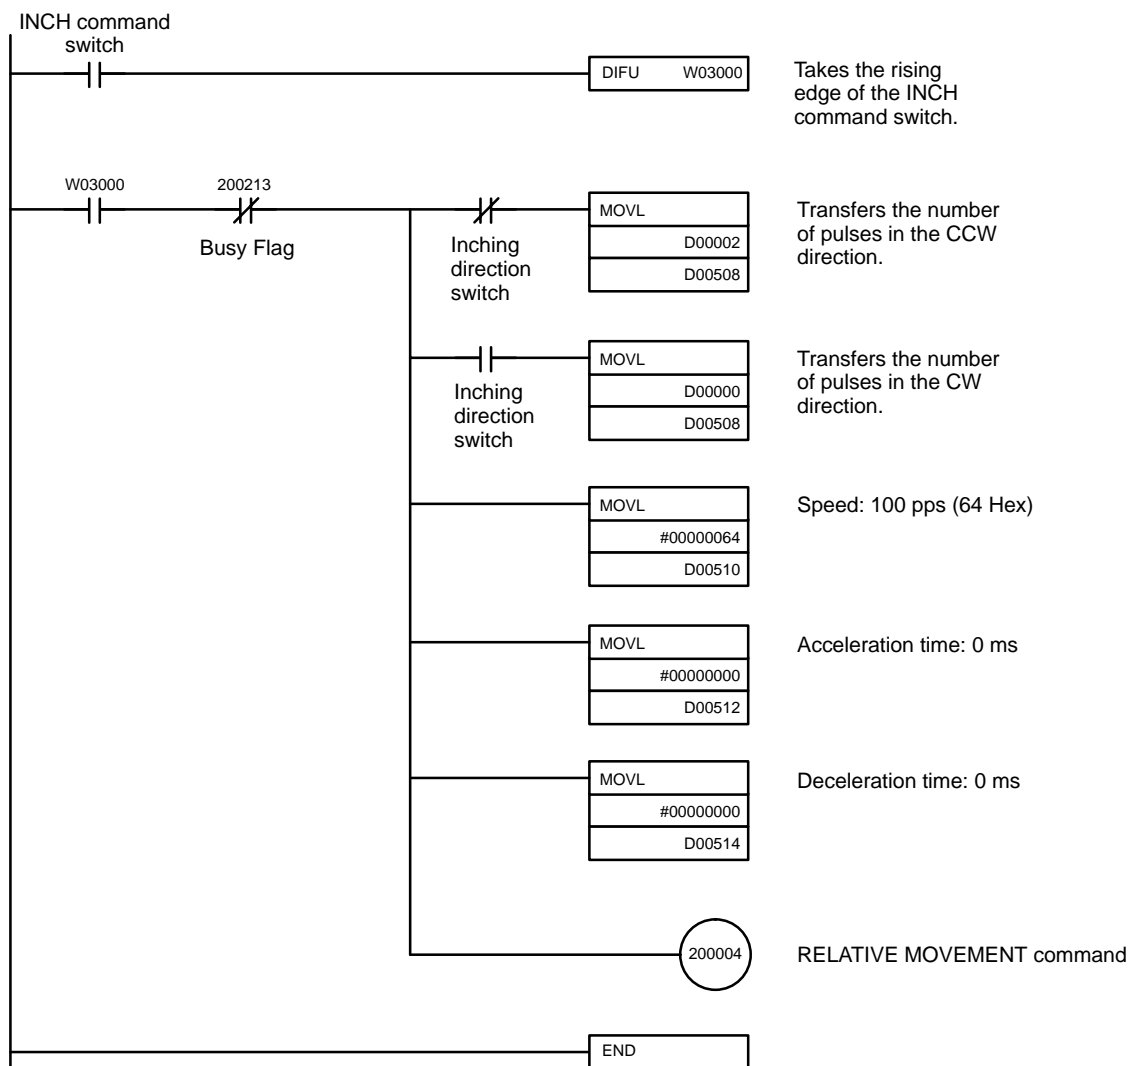 INCH command
switch
DIFU W03000
Takes the rising
edge of the INCH
command switch.
W03000
200213
Busy Flag
Inching
direction
switch
MOVL
D00002
D00508
Transfers the number
of pulses in the CCW
direction.
Inching
direction
switch
MOVL
D00000
D00508
Transfers the number
of pulses in the CW
direction.
MOVL
#00000064
D00510
Speed: 100 pps (64 Hex)
MOVL
#00000000
D00512
Acceleration time: 0 ms
MOVL
#00000000
D00514
Deceleration time: 0 ms
200004
RELATIVE MOVEMENT command
END